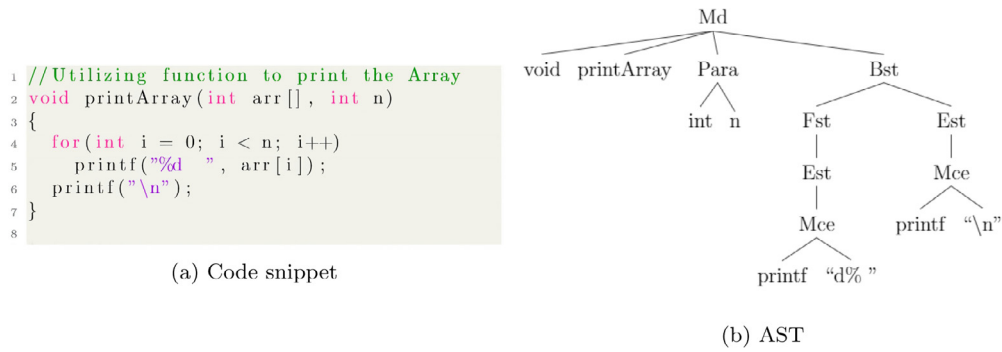 1 //Utilizing function to print the Array
2 void printArray(int arr[], int n)
3 {
4 for(int i = 0; i < n; i++)
5 printf("%d ", arr[i]);
6 printf("\n");
7 }
8
(a) Code snippet
Md
void printArray Para Bst
int n Fst Est
Est Mce
Mce printf “\n”
printf “d% ”
(b) AST